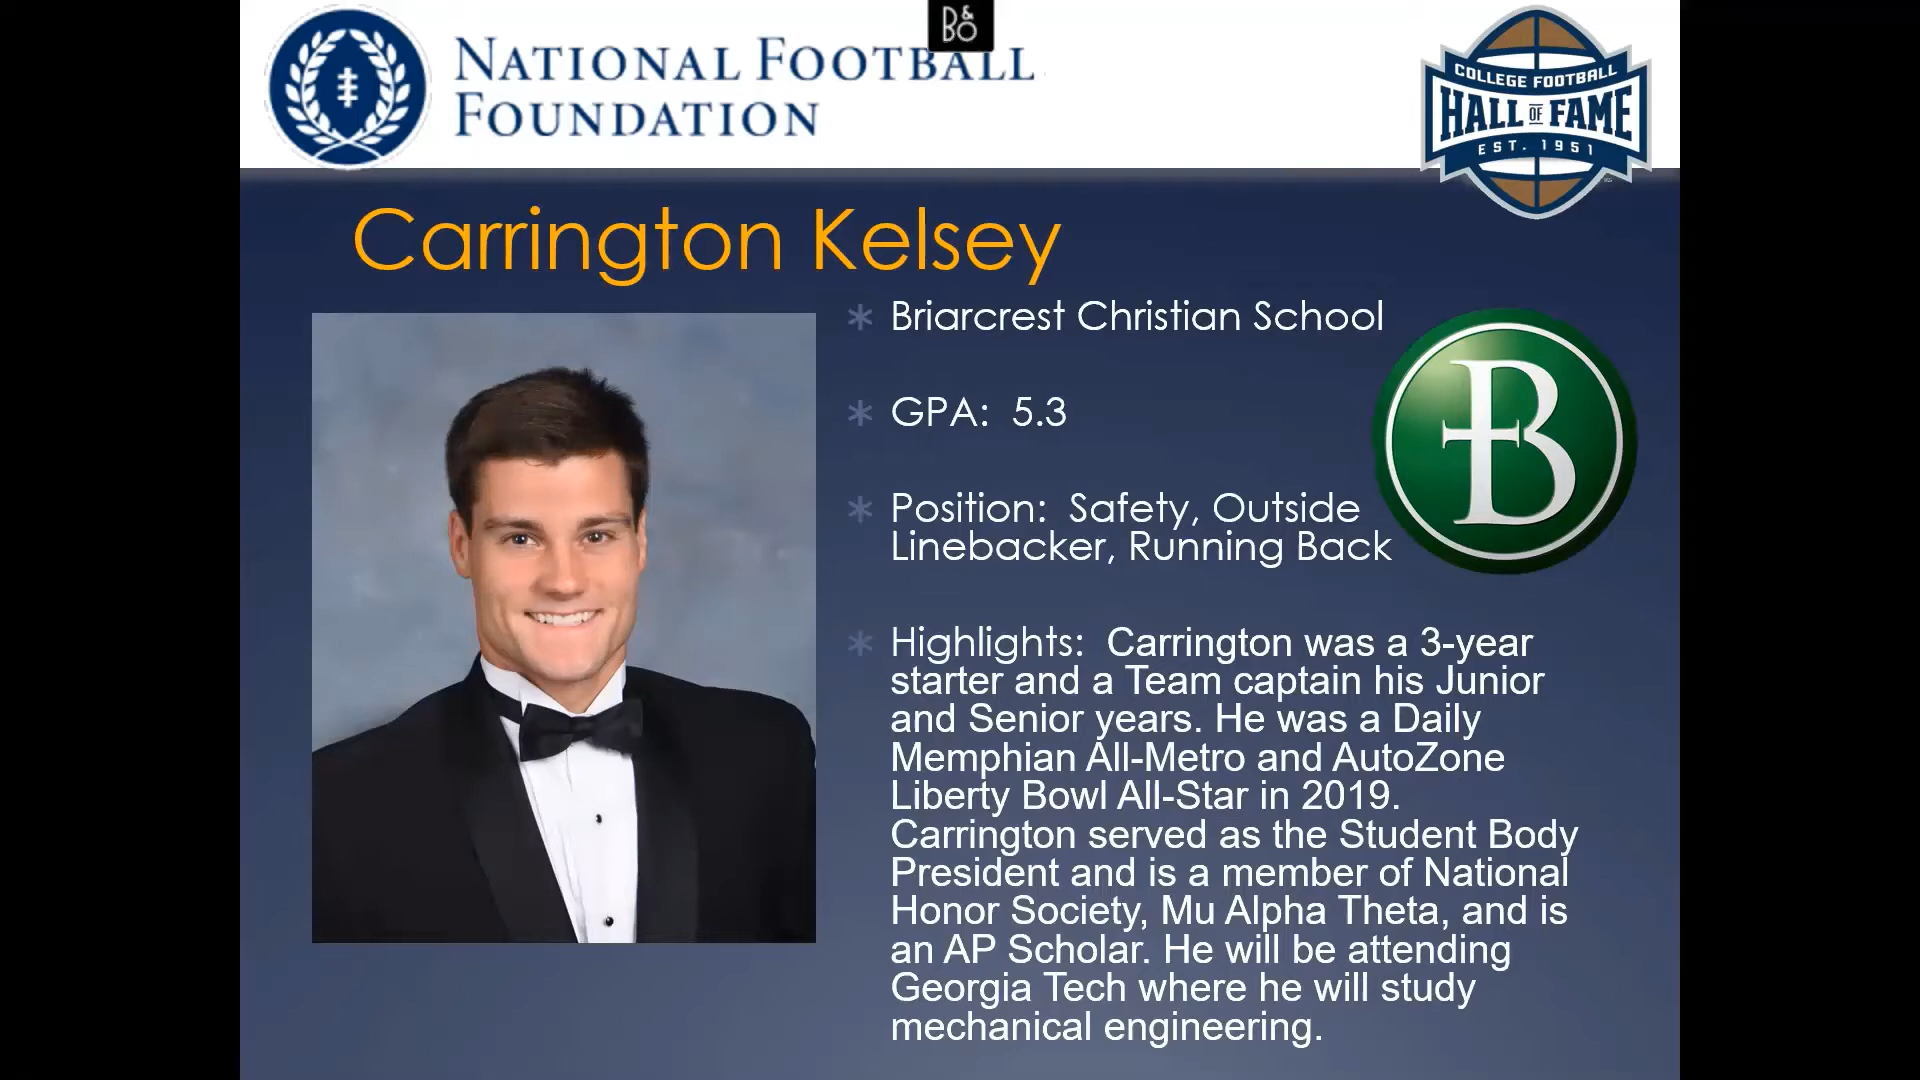 B&O
NATIONAL FOOTBALL
FOUNDATION
COLLEGE FOOTBALL
HALL OF FAME
EST. 1951
Carrington Kelsey
Briarcrest Christian School
GPA: 5.3
Position: Safety, Outside
Linebacker, Running Back
B
Highlights: Carrington was a 3-year
starter and a Team captain his Junior
and Senior years. He was a Daily
Memphian All-Metro and AutoZone
Liberty Bowl All-Star in 2019.
Carrington served as the Student Body
President and is a member of National
Honor Society, Mu Alpha Theta, and is
an AP Scholar. He will be attending
Georgia Tech where he will study
mechanical engineering.